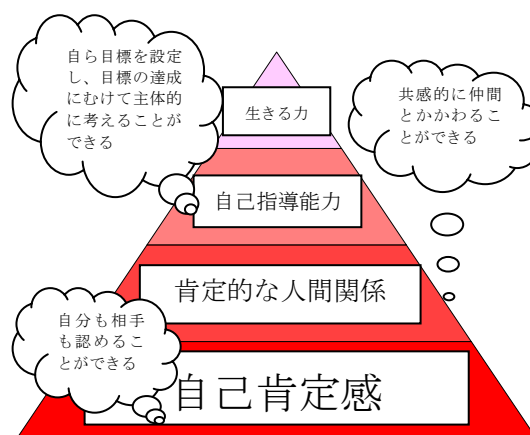 自ら目標を設定
し、目標の達成
にむけて主体的
に考えることが
できる
共感的に仲間
とかかわるこ
とができる
生きる力
自己指導能力
肯定的な人間関係
自分も相手
も認めるこ
とができる
自己肯定感